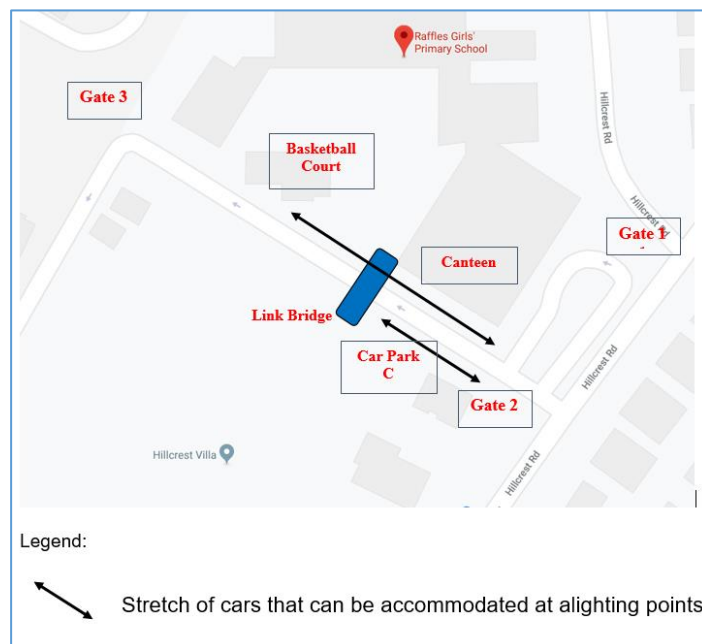 Raffles Girls'
Primary School
Gate 3
Basketball
Court
Hillcrest Rd
Hillcrest Rd
Gate 1
Canteen
Link Bridge
Car Park
C
Gate 2
Hillcrest Rd
Hillcrest Rd
Hillcrest Villa
Legend:
Stretch of cars that can be accommodated at alighting points